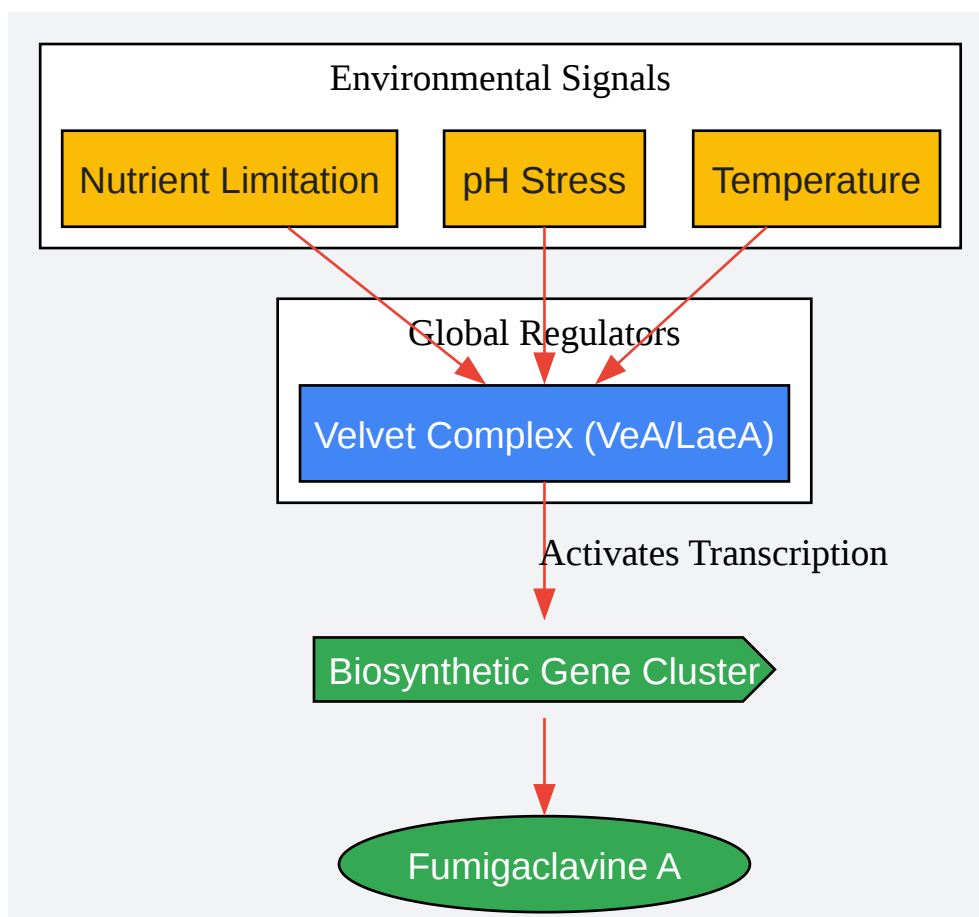 Environmental Signals
Nutrient Limitation
pH Stress
Temperature
Global Regulators
Velvet Complex (VeA/LaeA)
Activates Transcription
Biosynthetic Gene Cluster
Fumigaclavine A